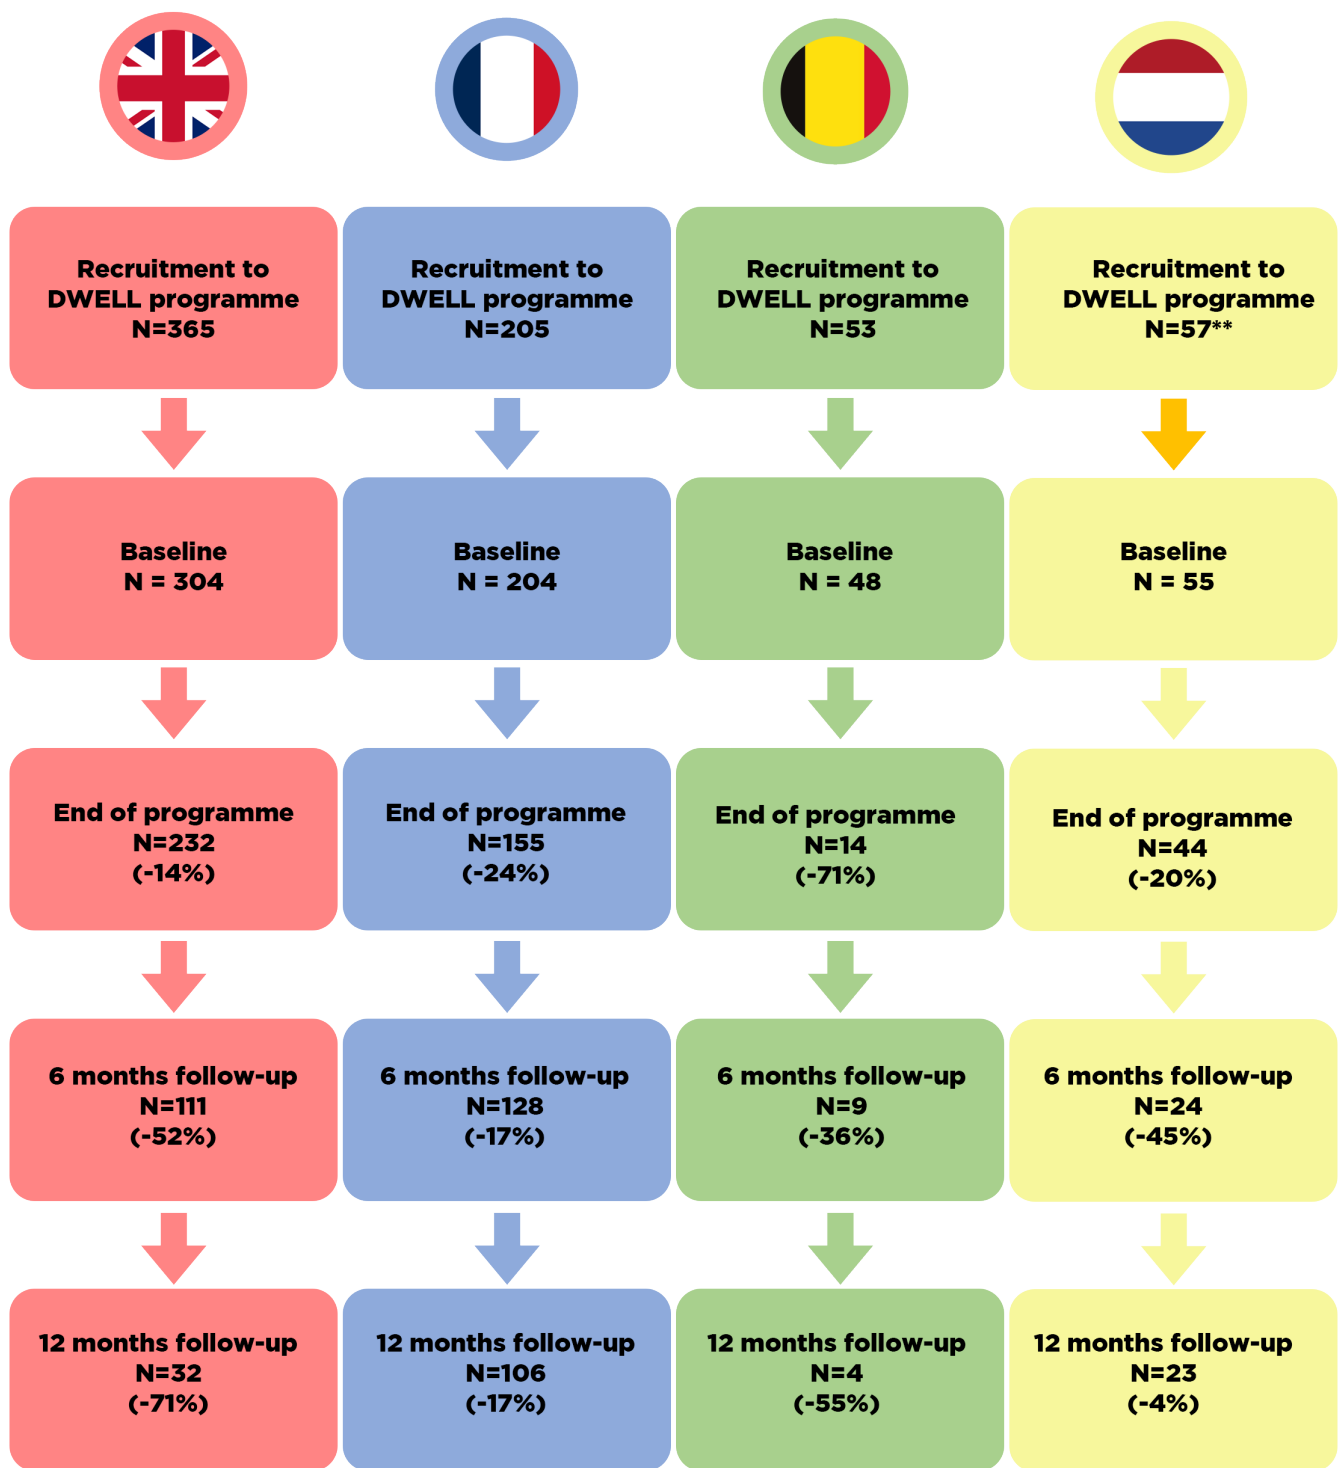 Recruitment to
DWELL programme
N=365
Recruitment to
DWELL programme
N=205
Recruitment to
DWELL programme
N=53
Recruitment to
DWELL programme
N=57**
Baseline
N = 304
Baseline
N = 204
Baseline
N = 48
Baseline
N = 55
End of programme
N=232
(-14%)
End of programme
N=155
(-24%)
End of programme
N=14
(-71%)
End of programme
N=44
(-20%)
6 months follow-up
N=111
(-52%)
6 months follow-up
N=128
(-17%)
6 months follow-up
N=9
(-36%)
6 months follow-up
N=24
(-45%)
12 months follow-up
N=32
(-71%)
12 months follow-up
N=106
(-17%)
12 months follow-up
N=4
(-55%)
12 months follow-up
N=23
(-4%)